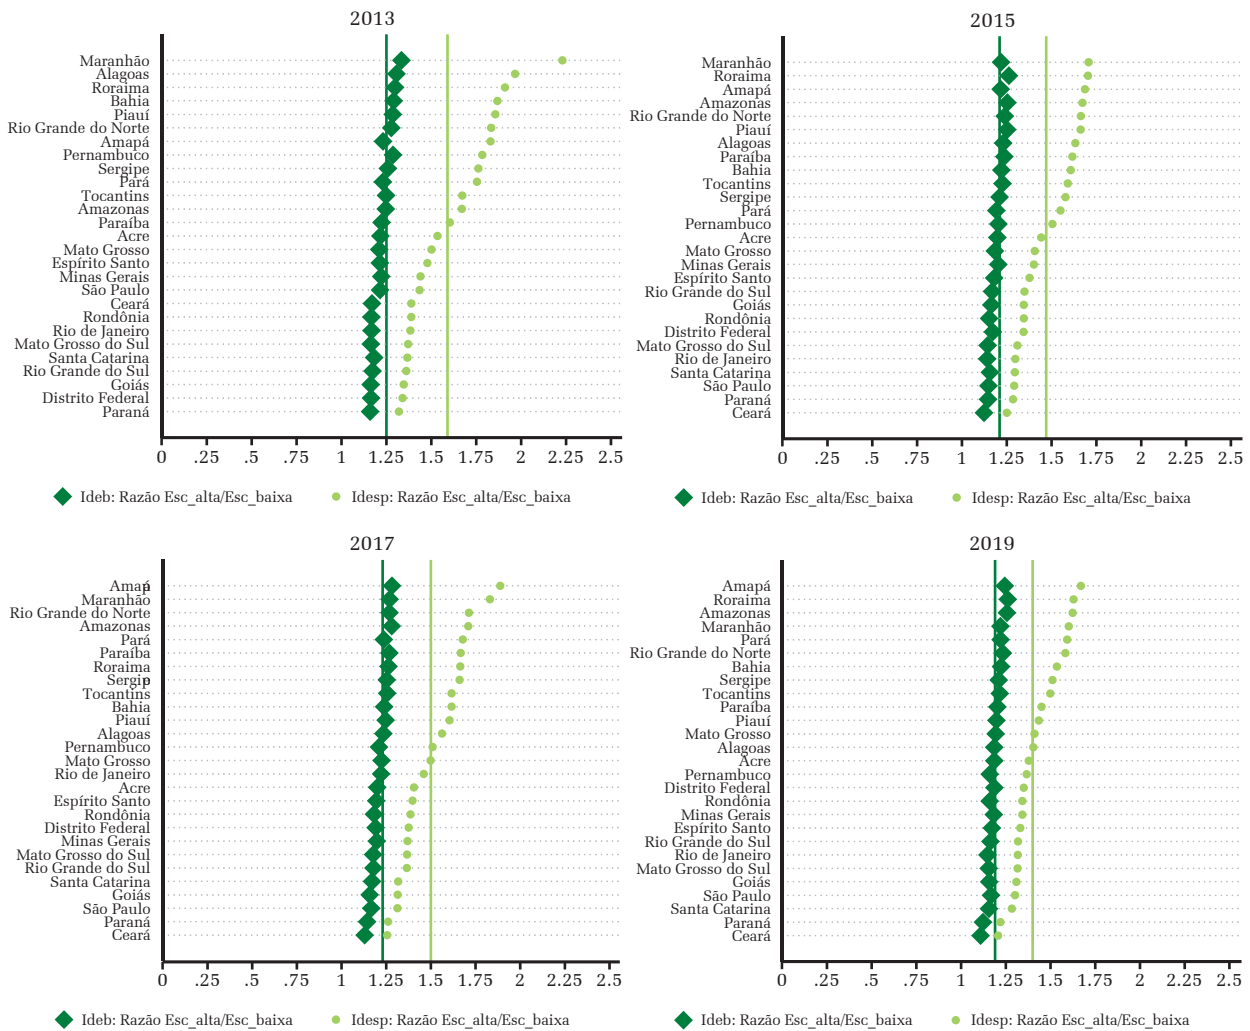 2013
Maranhão
Alagoas
Roraima
Bahia
Piauí
Rio Grande do Norte
Amapá
Pernambuco
Sergipe
Pará
Tocantins
Amazonas
Paraíba
Acre
Mato Grosso
Espírito Santo
Minas Gerais
São Paulo
Ceará
Rondônia
Rio de Janeiro
Mato Grosso do Sul
Santa Catarina
Rio Grande do Sul
Goiás
Distrito Federal
Paraná
0 .25 .5 .75 1 1.25 1.5 1.75 2 2.25 2.5
Ideb: Razão Esc_alta/Esc_baixa Idesp: Razão Esc_alta/Esc_baixa
2015
Maranhão
Roraima
Amapá
Amazonas
Rio Grande do Norte
Piauí
Alagoas
Paraíba
Bahia
Tocantins
Sergipe
Pará
Pernambuco
Acre
Mato Grosso
Minas Gerais
Espírito Santo
Rio Grande do Sul
Goiás
Rondônia
Distrito Federal
Mato Grosso do Sul
Rio de Janeiro
Santa Catarina
São Paulo
Paraná
Ceará
0 .25 .5 .75 1 1.25 1.5 1.75 2 2.25 2.5
Ideb: Razão Esc_alta/Esc_baixa Idesp: Razão Esc_alta/Esc_baixa
2017
Amapá
Maranhão
Rio Grande do Norte
Amazonas
Pará
Paraíba
Roraima
Sergipe
Tocantins
Bahia
Piauí
Alagoas
Pernambuco
Mato Grosso
Rio de Janeiro
Acre
Espírito Santo
Rondônia
Distrito Federal
Minas Gerais
Mato Grosso do Sul
Rio Grande do Sul
Santa Catarina
Goiás
São Paulo
Paraná
Ceará
0 .25 .5 .75 1 1.25 1.5 1.75 2 2.25 2.5
Ideb: Razão Esc_alta/Esc_baixa Idesp: Razão Esc_alta/Esc_baixa
2019
Amapá
Roraima
Amazonas
Maranhão
Pará
Rio Grande do Norte
Bahia
Sergipe
Tocantins
Paraíba
Piauí
Mato Grosso
Alagoas
Acre
Pernambuco
Distrito Federal
Rondônia
Minas Gerais
Espírito Santo
Rio Grande do Sul
Rio de Janeiro
Mato Grosso do Sul
Goiás
São Paulo
Santa Catarina
Paraná
Ceará
0 .25 .5 .75 1 1.25 1.5 1.75 2 2.25 2.5
Ideb: Razão Esc_alta/Esc_baixa Idesp: Razão Esc_alta/Esc_baixa